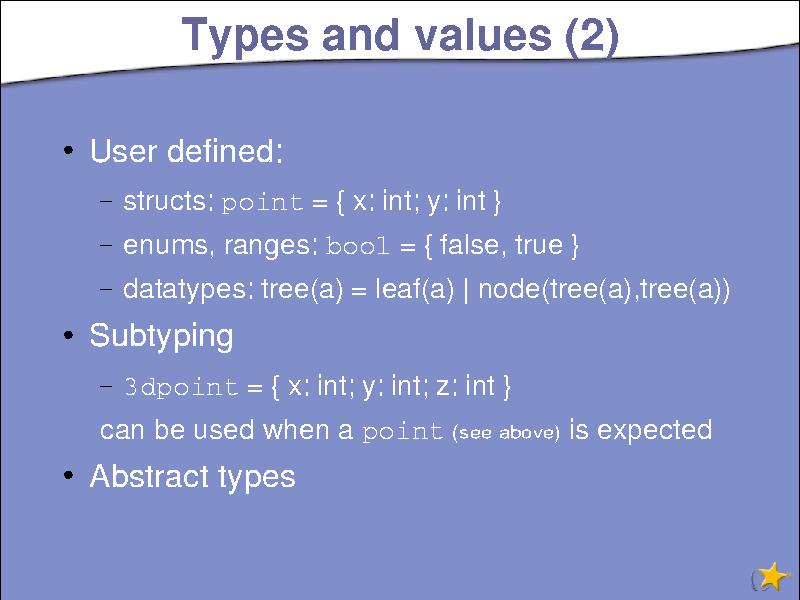 Types and values (2)
• User defined:
– structs: point = { x: int; y: int }
– enums, ranges: bool = { false, true }
– datatypes: tree(a) = leaf(a) | node(tree(a),tree(a))
• Subtyping
– 3dpoint = { x: int; y: int; z: int }
can be used when a point (see above) is expected
• Abstract types